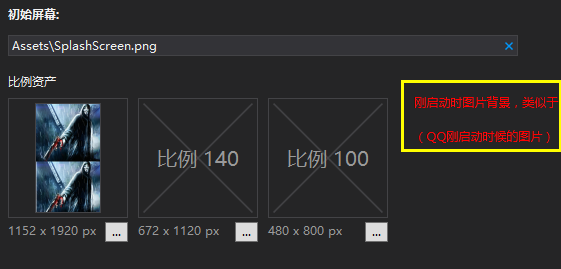 初始屏幕:
Assets\SplashScreen.png
比例资产
刚启动时图片背景，类似于
（QQ刚启动时候的图片）
比例 140
比例 100
1152 x 1920 px ...
672 x 1120 px ...
480 x 800 px ...